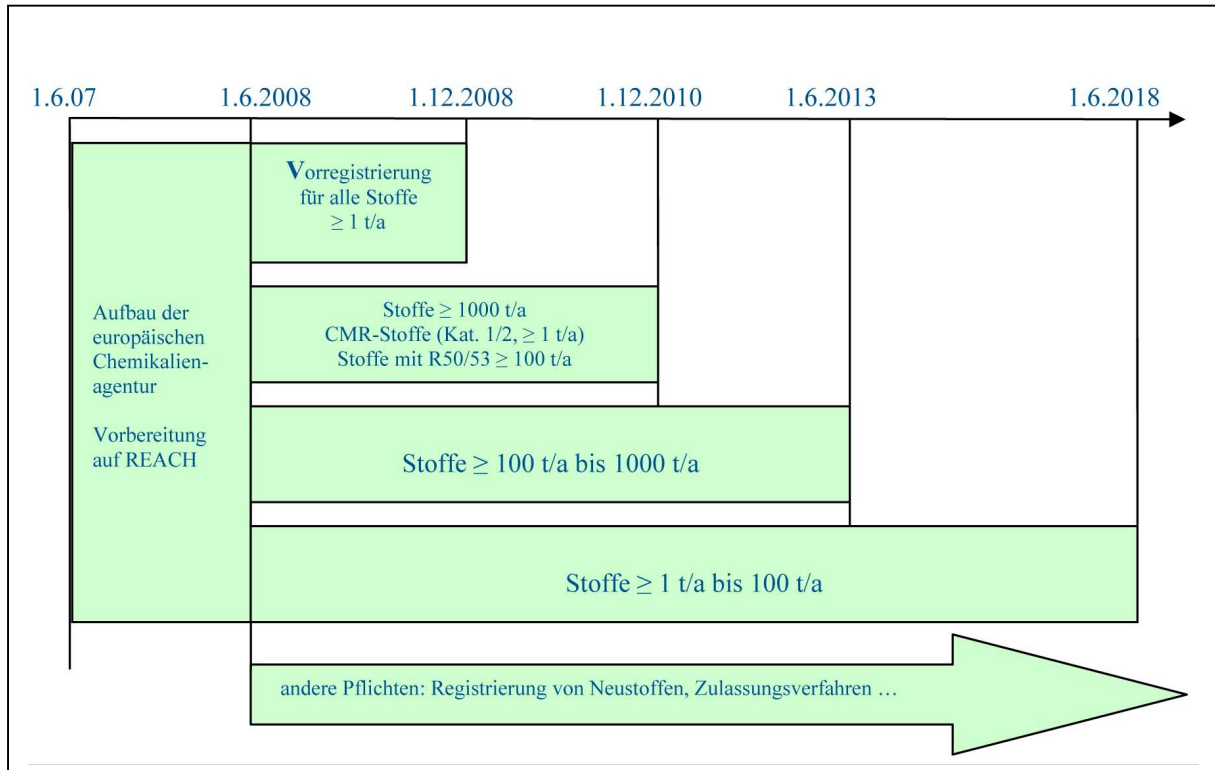 1.6.07 1.6.2008 1.12.2008 1.12.2010 1.6.2013 1.6.2018
Vorregistrierung
für alle Stoffe
≥ 1 t/a
Aufbau der
europäischen
Chemikalien-
agentur
Vorbereitung
auf REACH
Stoffe ≥ 1000 t/a
CMR-Stoffe (Kat. 1/2, ≥ 1 t/a)
Stoffe mit R50/53 ≥ 100 t/a
Stoffe ≥ 100 t/a bis 1000 t/a
Stoffe ≥ 1 t/a bis 100 t/a
andere Pflichten: Registrierung von Neustoffen, Zulassungsverfahren …